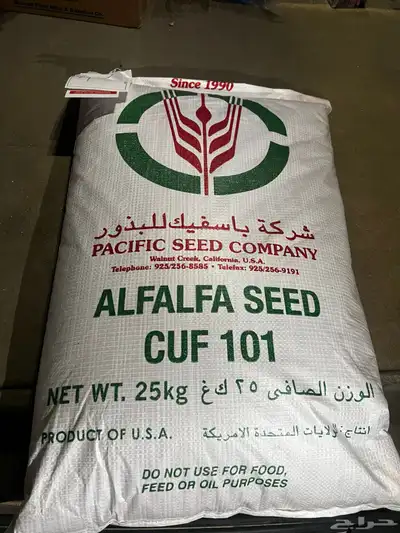 Since 1990
شركة باسفيك للبذور
PACIFIC SEED COMPANY
Walnut Creek, California, U.S.A.
Telephone: 925/256-8585 • Telefax: 925/256-9191
ALFALFA SEED
CUF 101
NET WT. 25kg الوزن الصافى ٢٥ ك غ
PRODUCT OF U.S.A. انتاج: ولايات المتحدة الامريكة
DO NOT USE FOR FOOD,
FEED OR OIL PURPOSES
حراج